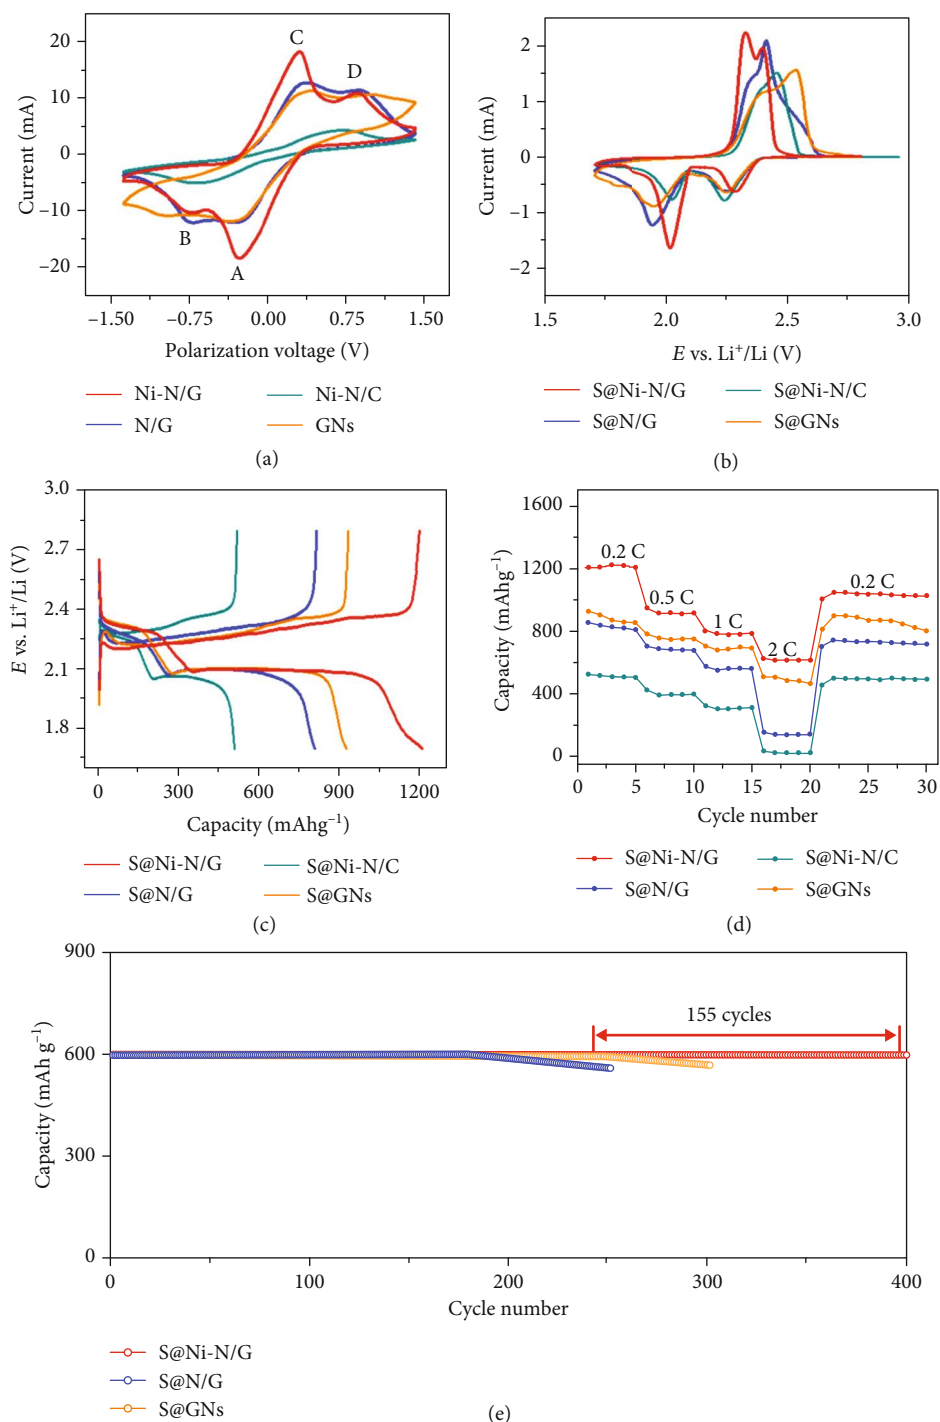 20
10
0
−10
−20
Current (mA)
C
D
B
A
−1.50 −0.75 0.00 0.75 1.50
Polarization voltage (V)
Ni-N/G Ni-N/C
N/G GNs
(a)
2
1
0
−1
−2
Current (mA)
1.5 2.0 2.5 3.0
E vs. Li⁺/Li (V)
S@Ni-N/G S@Ni-N/C
S@N/G S@GNs
(b)
3.0
2.7
2.4
2.1
1.8
E vs. Li⁺/Li (V)
0 300 600 900 1200
Capacity (mAhg⁻¹)
S@Ni-N/G S@Ni-N/C
S@N/G S@GNs
(c)
1600
1200
800
400
0
Capacity (mAhg⁻¹)
0.2 C
0.5 C
1 C
2 C
0.2 C
0 5 10 15 20 25 30
Cycle number
S@Ni-N/G S@Ni-N/C
S@N/G S@GNs
(d)
900
600
300
0
Capacity (mAh g⁻¹)
155 cycles
0 100 200 300 400
Cycle number
S@Ni-N/G
S@N/G
S@GNs
(e)